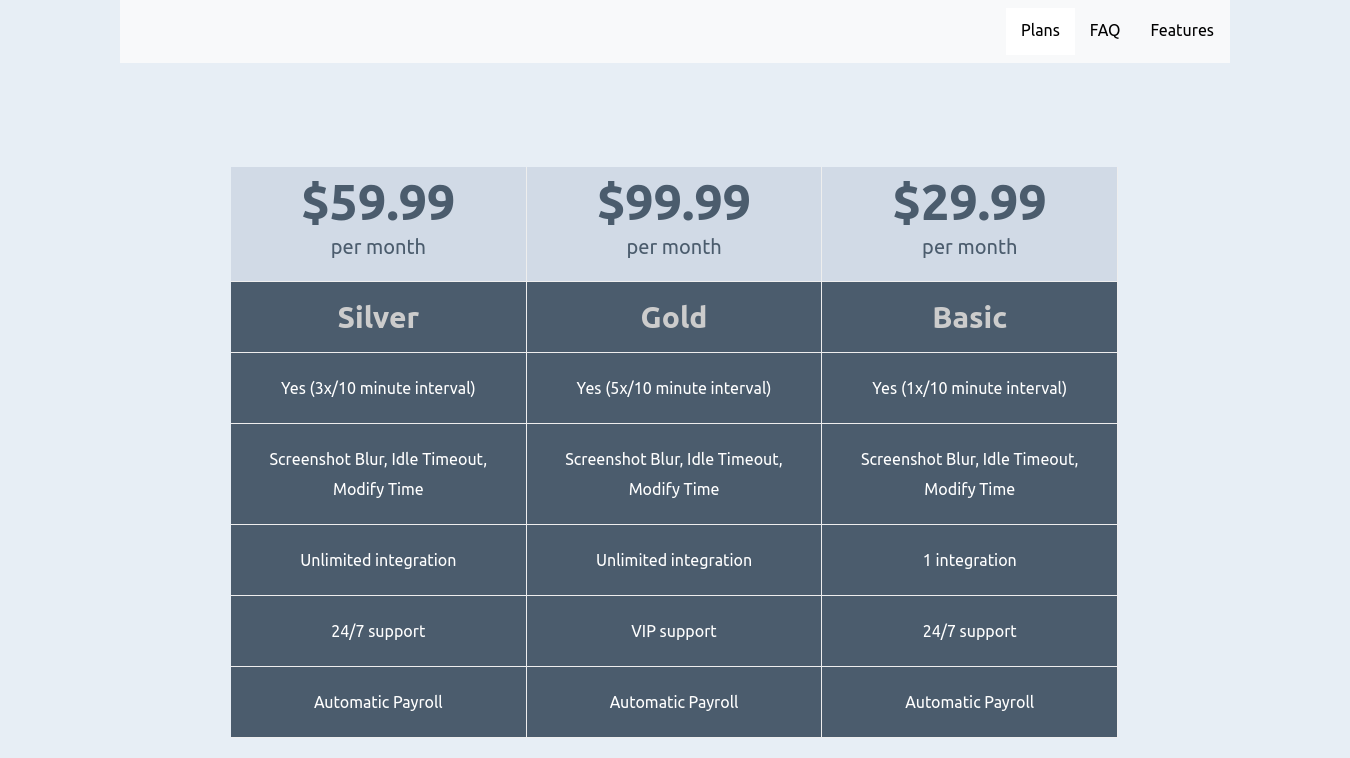 Plans
FAQ
Features
$59.99
per month
$99.99
per month
$29.99
per month
Silver
Gold
Basic
Yes (3x/10 minute interval)
Yes (5x/10 minute interval)
Yes (1x/10 minute interval)
Screenshot Blur, Idle Timeout,
Modify Time
Screenshot Blur, Idle Timeout,
Modify Time
Screenshot Blur, Idle Timeout,
Modify Time
Unlimited integration
Unlimited integration
1 integration
24/7 support
VIP support
24/7 support
Automatic Payroll
Automatic Payroll
Automatic Payroll